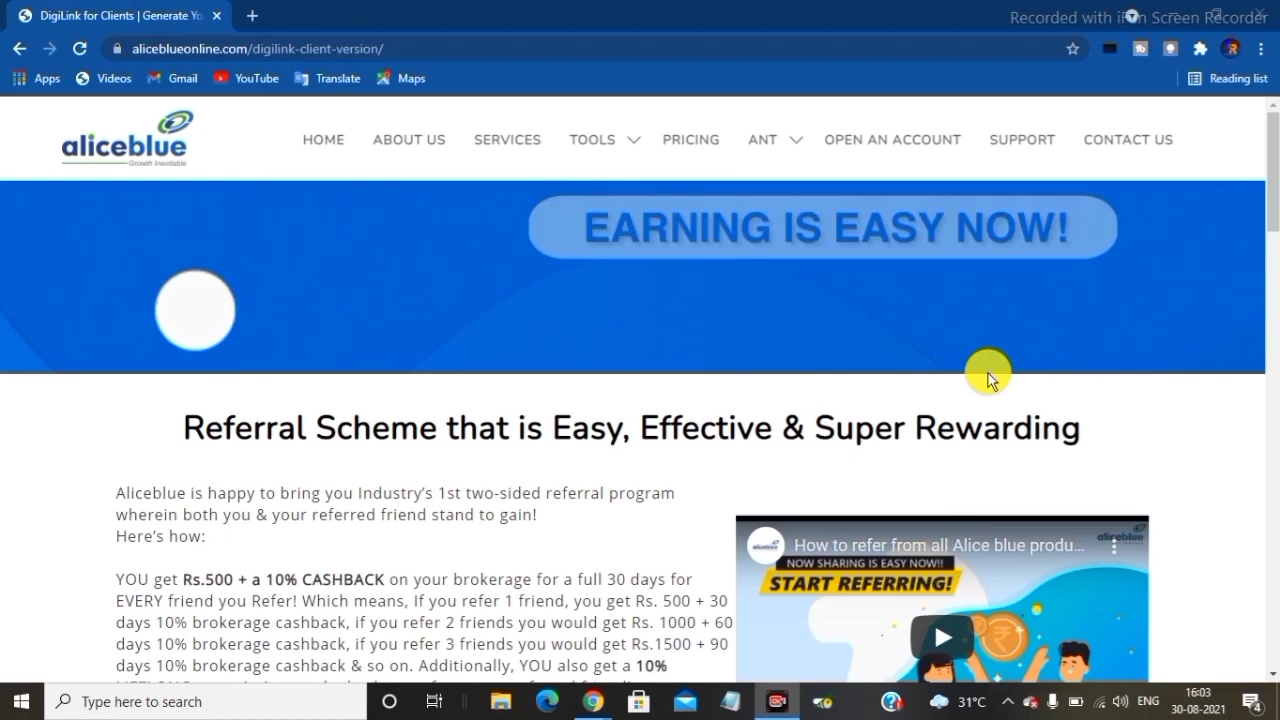 DigiLink for Clients | Generate Yo
Recorded with iFun Screen Recorder
aliceblueonline.com/digilink-client-version/
Apps
Videos
Gmail
YouTube
Translate
Maps
Reading list
aliceblue
Growth Inevitable
HOME
ABOUT US
SERVICES
TOOLS
PRICING
ANT
OPEN AN ACCOUNT
SUPPORT
CONTACT US
EARNING IS EASY NOW!
Referral Scheme that is Easy, Effective & Super Rewarding
Aliceblue is happy to bring you Industry's 1st two-sided referral program
wherein both you & your referred friend stand to gain!
Here's how:
YOU get Rs.500 + a 10% CASHBACK on your brokerage for a full 30 days for
EVERY friend you Refer! Which means, If you refer 1 friend, you get Rs. 500 + 30
days 10% brokerage cashback, if you refer 2 friends you would get Rs. 1000 + 60
days 10% brokerage cashback, if you refer 3 friends you would get Rs.1500 + 90
days 10% brokerage cashback & so on. Additionally, YOU also get a 10%
How to refer from all Alice blue produ...
aliceblue
NOW SHARING IS EASY NOW!!
START REFERRING!
Type here to search
31°C
ENG
16:03
30-08-2021
4